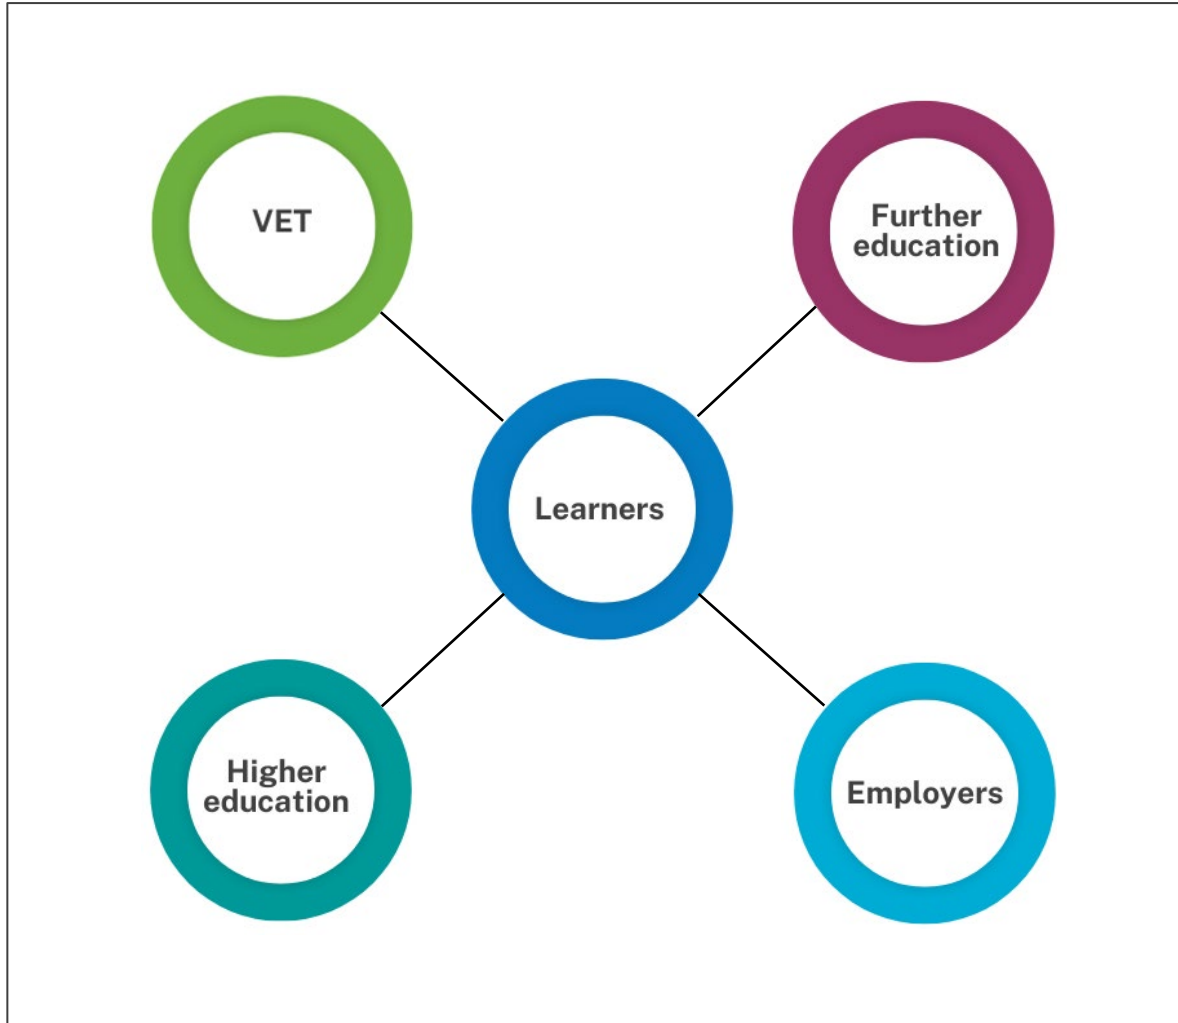 VET
Further
education
Learners
Higher
education
Employers